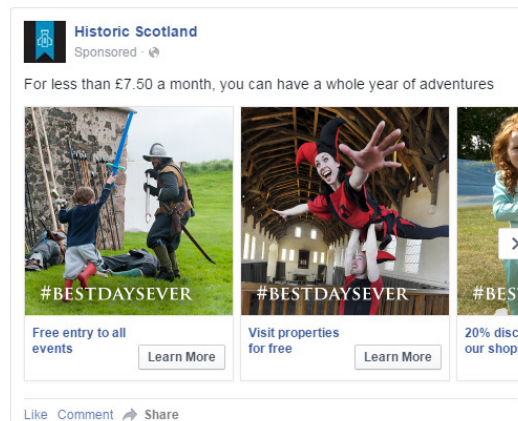 Historic Scotland
Sponsored ·
For less than £7.50 a month, you can have a whole year of adventures
#BESTDAYSEVER
Free entry to all
events
Learn More
#BESTDAYSEVER
Visit properties
for free
Learn More
#BES
20% disc
our shop
Like Comment Share